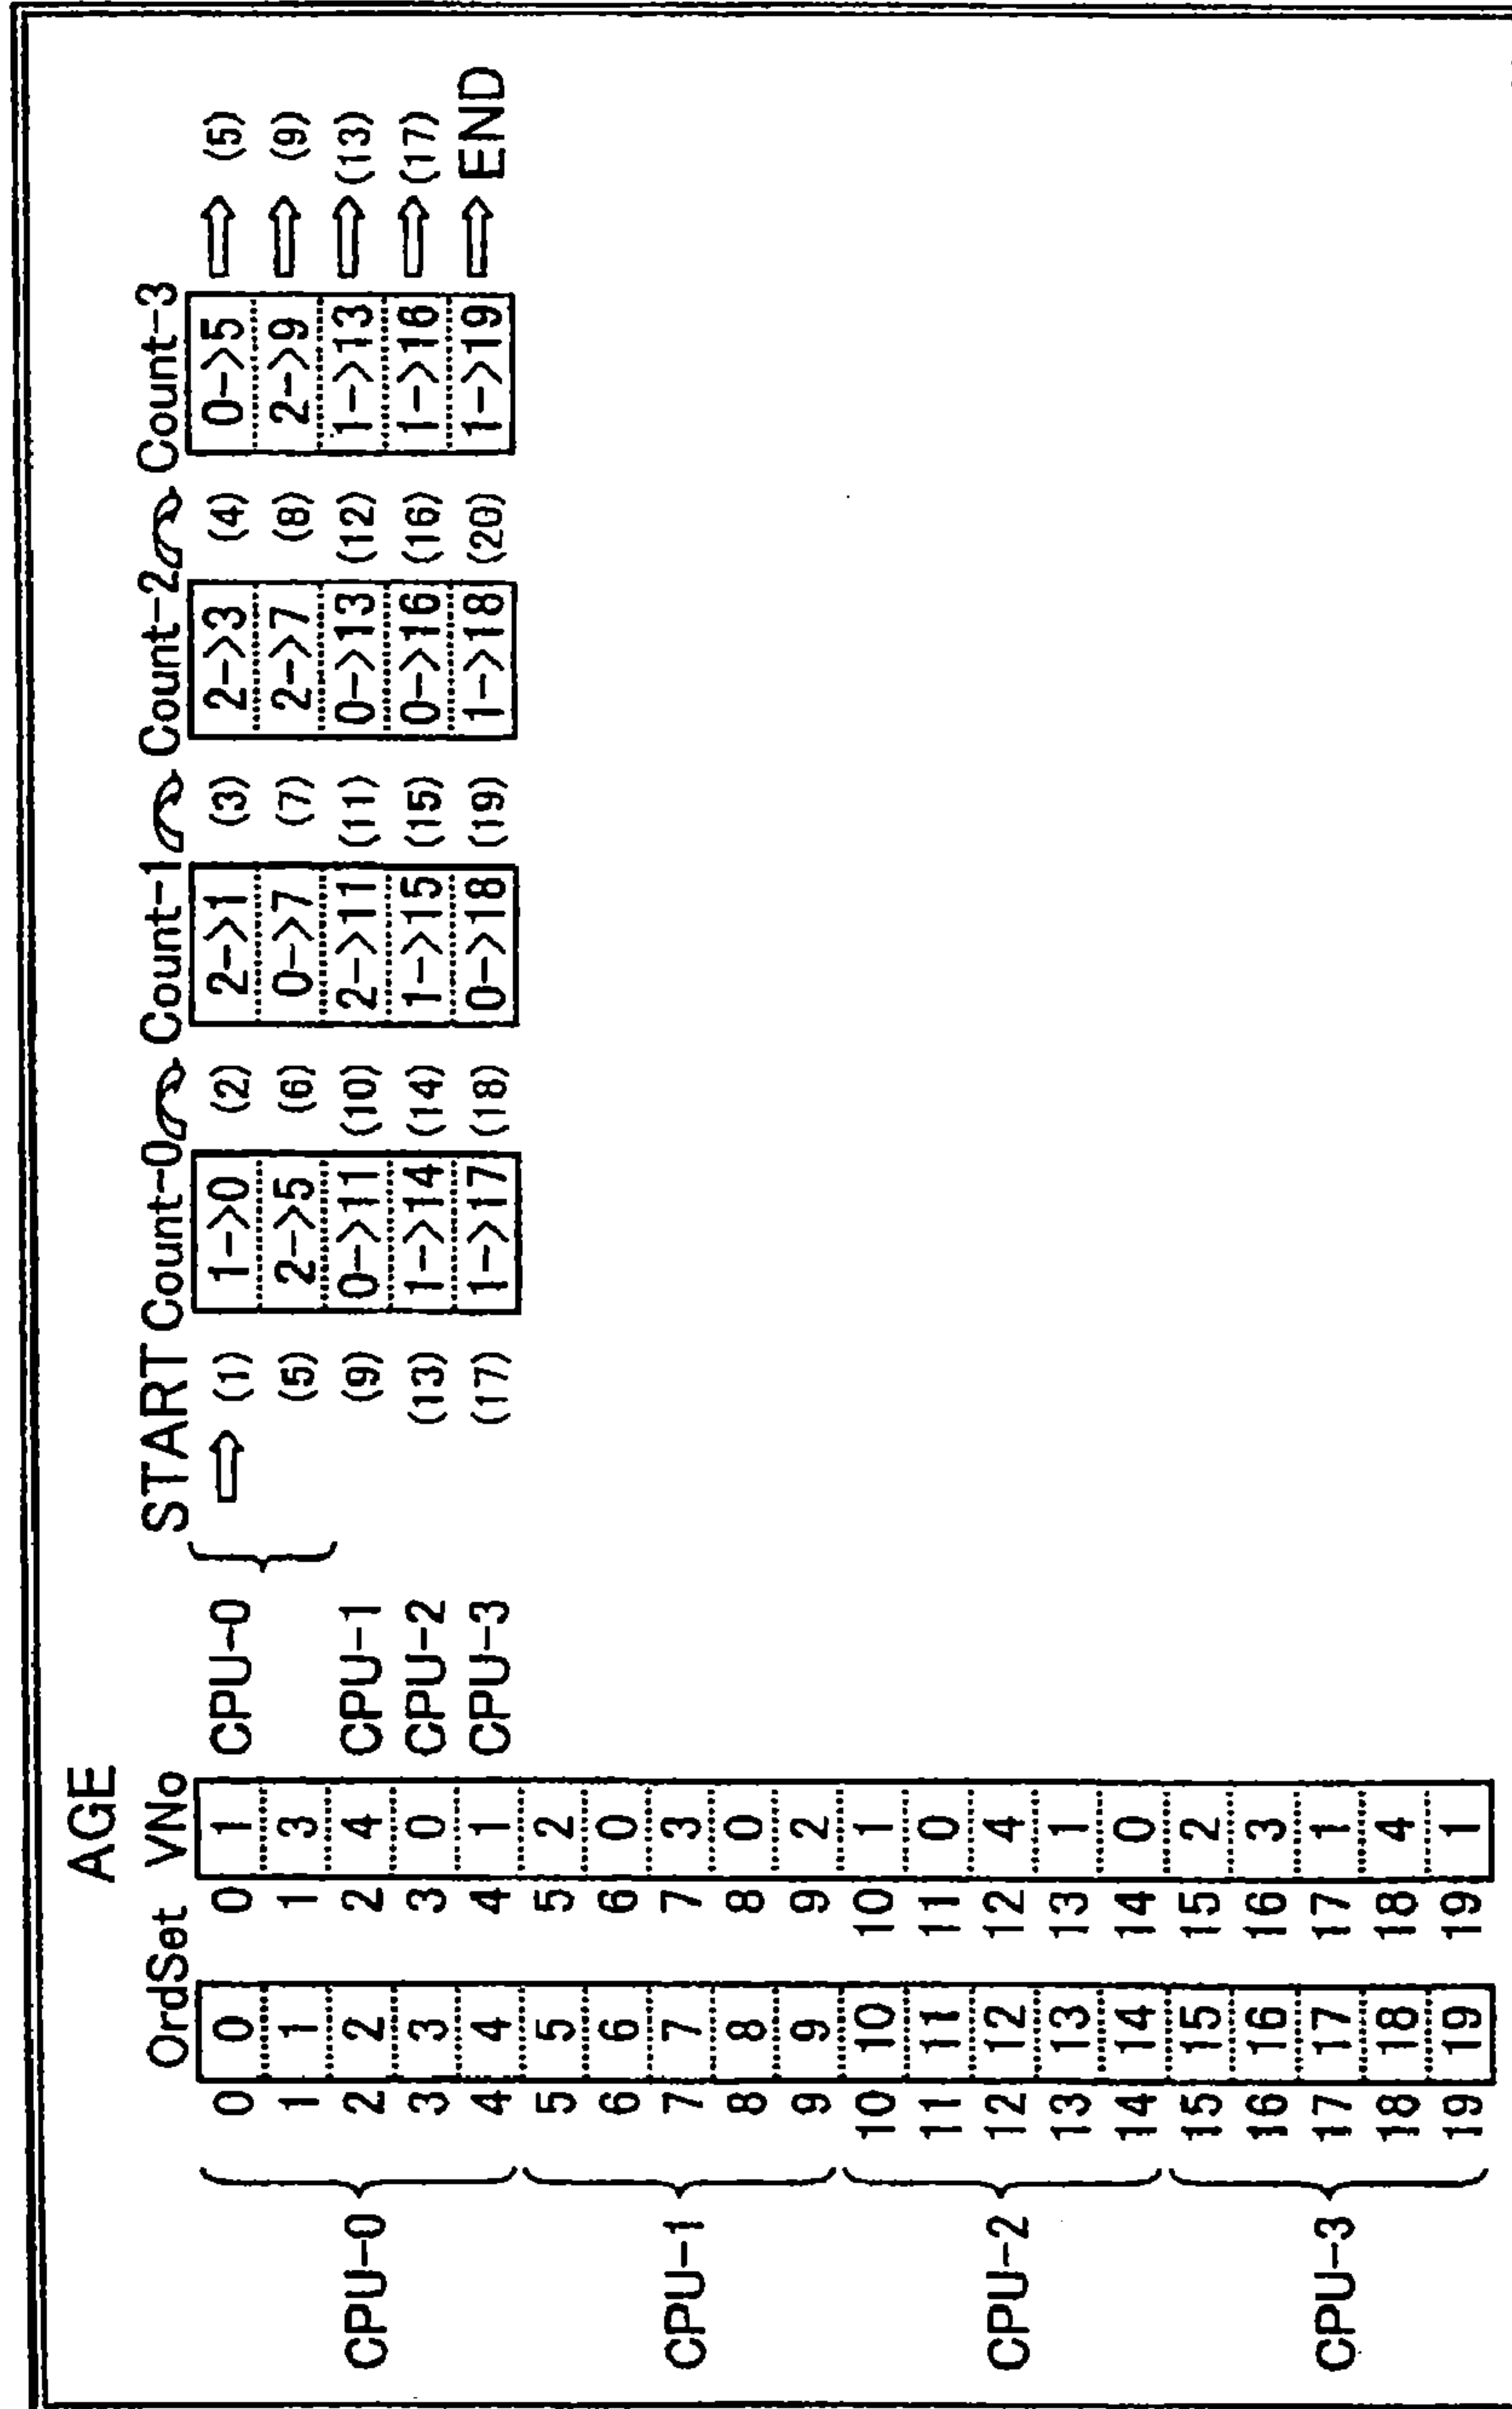 AGE
OrdSet VNo START Count-0 Count-1 Count-2 Count-3
0 0 0 1 CPU-0 (1) 1->0 (2) 2->1 (3) 2->3 (4) 0->5 (5)
1 1 1 3 (5) 2->5 (6) 0->7 (7) 2->7 (8) 2->9 (9)
CPU-0 2 2 2 4 CPU-1 (9) 0->11 (10) 2->11 (11) 0->13 (12) 1->13 (13)
3 3 3 0 CPU-2 (13) 1->14 (14) 1->15 (15) 0->16 (16) 1->16 (17)
4 4 4 1 CPU-3 (17) 1->17 (18) 0->18 (19) 1->18 (20) 1->19 END
5 5 5 2
6 6 6 0
CPU-1 7 7 7 3
8 8 8 0
9 9 9 2
10 10 10 1
11 11 11 0
CPU-2 12 12 12 4
13 13 13 1
14 14 14 0
15 15 15 2
16 16 16 3
CPU-3 17 17 17 1
18 18 18 4
19 19 19 1